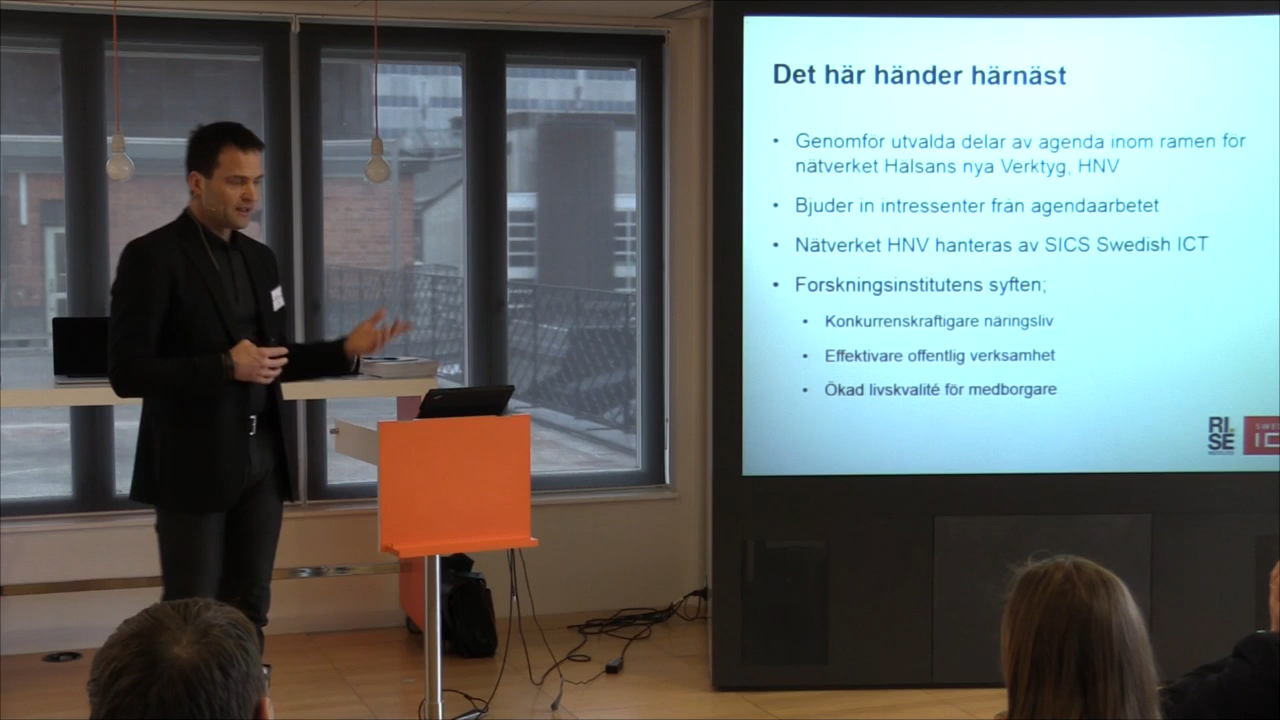 Det här händer härnäst
• Genomför utvalda delar av agenda inom ramen för
nätverket Hälsans nya Verktyg, HNV
• Bjuder in intressenter från agendaarbetet
• Nätverket HNV hanteras av SICS Swedish ICT
• Forskningsinstitutens syften;
• Konkurrenskraftigare näringsliv
• Effektivare offentlig verksamhet
• Ökad livskvalité för medborgare
RI.
SE